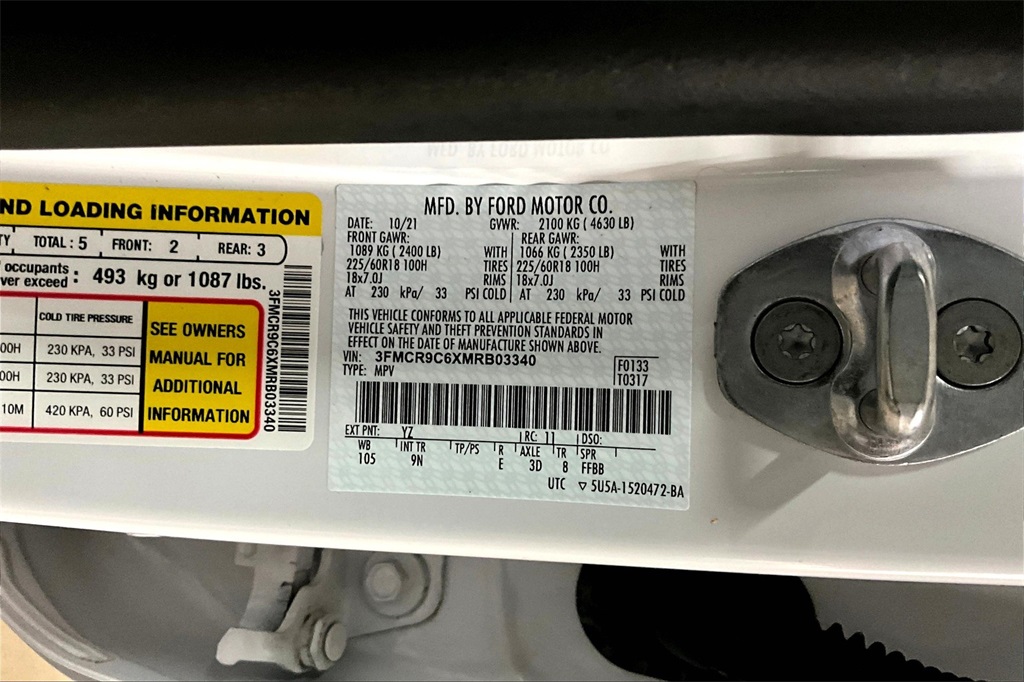 ND LOADING INFORMATION
TY TOTAL : 5 FRONT: 2 REAR: 3
occupants
ver exceed : 493 kg or 1087 lbs.
COLD TIRE PRESSURE
00H 230 KPA, 33 PSI
00H 230 KPA, 33 PSI
10M 420 KPA, 60 PSI
SEE OWNERS
MANUAL FOR
ADDITIONAL
INFORMATION
3FMCR9C6XMRB03340
MFD. BY FORD MOTOR CO.
DATE: 10/21 GVWR: 2100 KG ( 4630 LB)
FRONT GAWR: REAR GAWR:
1089 KG ( 2400 LB) WITH 1066 KG ( 2350 LB) WITH
225/60R18 100H TIRES 225/60R18 100H TIRES
18x7.0J RIMS 18x7.0J RIMS
AT 230 kPa/ 33 PSI COLD AT 230 kPa/ 33 PSI COLD
THIS VEHICLE CONFORMS TO ALL APPLICABLE FEDERAL MOTOR
VEHICLE SAFETY AND THEFT PREVENTION STANDARDS IN
EFFECT ON THE DATE OF MANUFACTURE SHOWN ABOVE.
VIN: 3FMCR9C6XMRB03340 F0133
TYPE: MPV T0317
EXT PNT: YZ RC: 11 DSO:
WB INT TR TP/PS R AXLE TR SPR
105 9N E 3D 8 FFBB
UTC ▽ 5U5A-1520472-BA